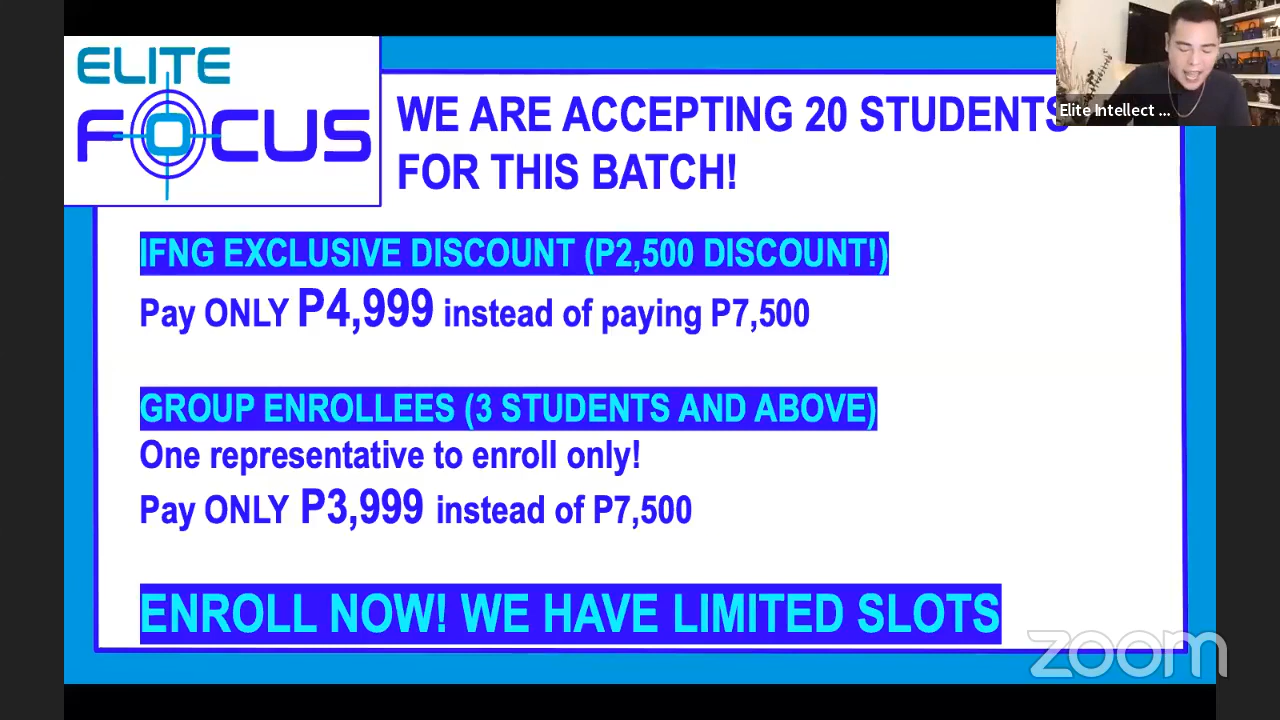 ELITE
FOCUS
WE ARE ACCEPTING 20 STUDENTS
FOR THIS BATCH!
Elite Intellect ...
IFNG EXCLUSIVE DISCOUNT (P2,500 DISCOUNT!)
Pay ONLY P4,999 instead of paying P7,500
GROUP ENROLLEES (3 STUDENTS AND ABOVE)
One representative to enroll only!
Pay ONLY P3,999 instead of P7,500
ENROLL NOW! WE HAVE LIMITED SLOTS
zoom